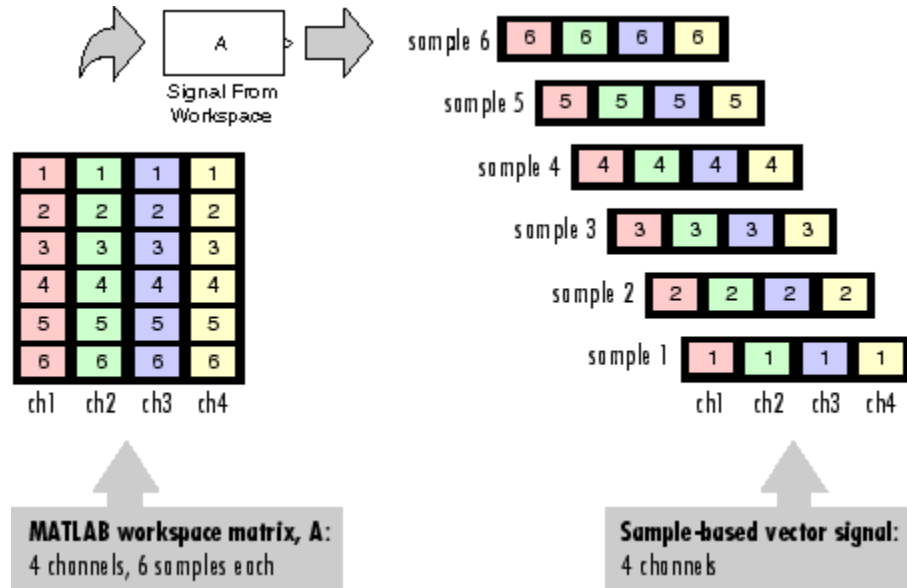 A
Signal From
Workspace
1 1 1 1
2 2 2 2
3 3 3 3
4 4 4 4
5 5 5 5
6 6 6 6
ch1 ch2 ch3 ch4
MATLAB workspace matrix, A:
4 channels, 6 samples each
sample 6 6 6 6 6
sample 5 5 5 5 5
sample 4 4 4 4 4
sample 3 3 3 3 3
sample 2 2 2 2 2
sample 1 1 1 1 1
ch1 ch2 ch3 ch4
Sample-based vector signal:
4 channels